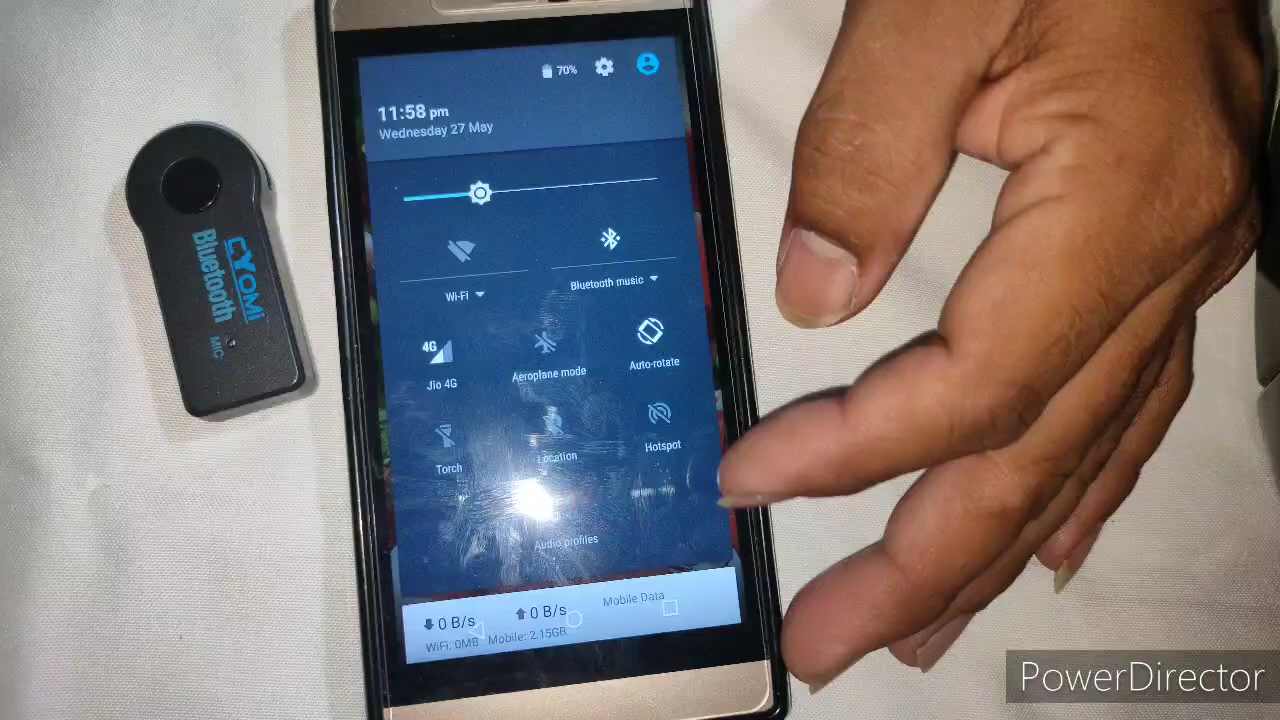 70%
11:58 pm
Wednesday 27 May
CYOMI
Bluetooth
MIC
Wi-Fi
Bluetooth music
4G
Jio 4G
Aeroplane mode
Auto-rotate
Torch
Location
Hotspot
Audio profiles
0 B/s
0 B/s
Mobile Data
WiFi, 0MB Mobile: 2.15GB
PowerDirector